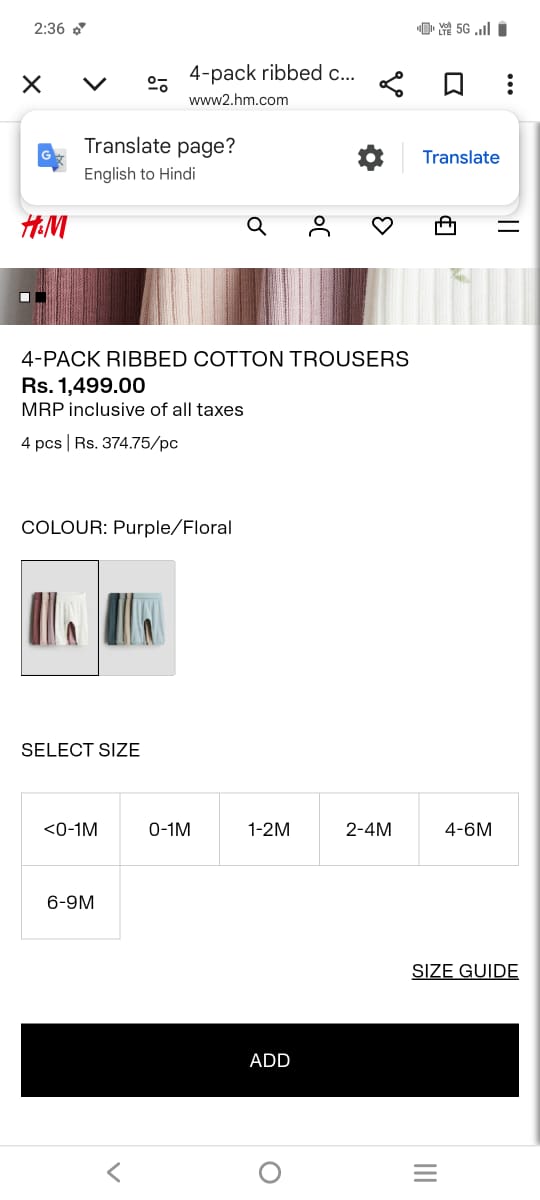 2:36
Vo) LTE 5G
4-pack ribbed c...
www2.hm.com
Translate page?
English to Hindi
Translate
H&M
4-PACK RIBBED COTTON TROUSERS
Rs. 1,499.00
MRP inclusive of all taxes
4 pcs | Rs. 374.75/pc
COLOUR: Purple/Floral
SELECT SIZE
<0-1M 0-1M 1-2M 2-4M 4-6M
6-9M
SIZE GUIDE
ADD